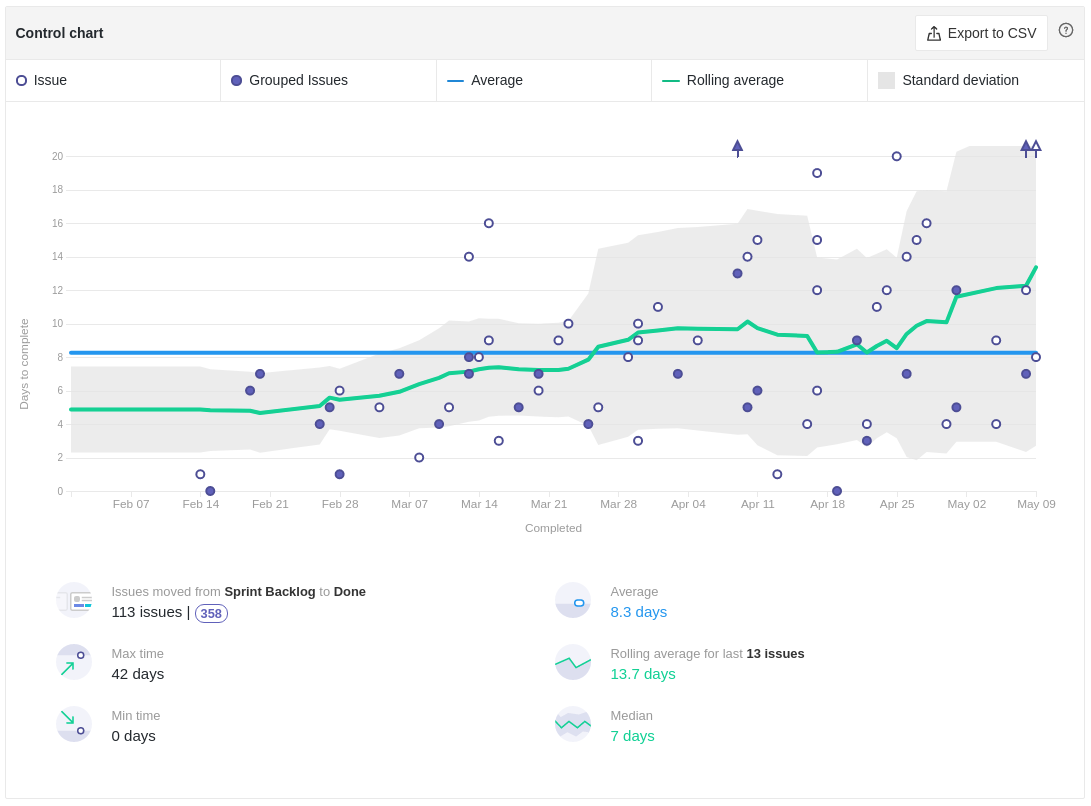 Control chart
Export to CSV
?
Issue
Grouped Issues
Average
Rolling average
Standard deviation
20
18
16
14
12
10
8
6
4
2
0
Days to complete
Feb 07 Feb 14 Feb 21 Feb 28 Mar 07 Mar 14 Mar 21 Mar 28 Apr 04 Apr 11 Apr 18 Apr 25 May 02 May 09
Completed
Issues moved from Sprint Backlog to Done
113 issues | 358
Max time
42 days
Min time
0 days
Average
8.3 days
Rolling average for last 13 issues
13.7 days
Median
7 days